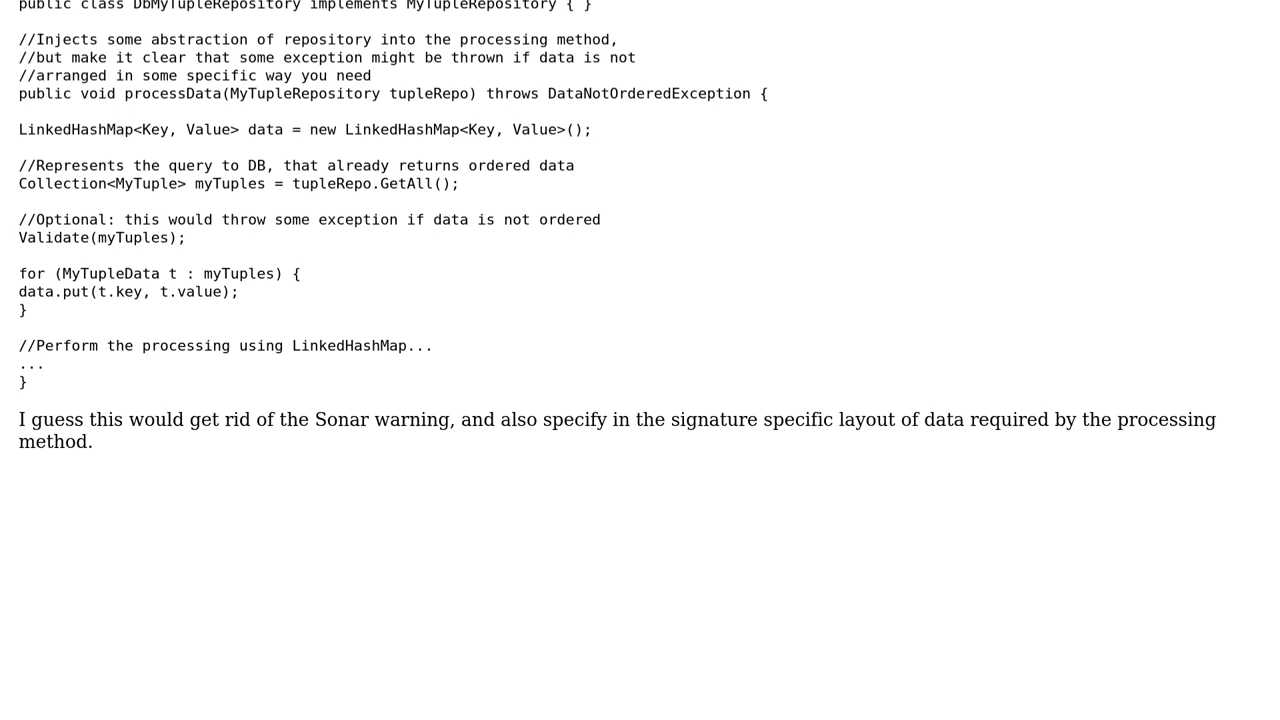 public class DbMyTupleRepository implements MyTupleRepository { }
//Injects some abstraction of repository into the processing method,
//but make it clear that some exception might be thrown if data is not
//arranged in some specific way you need
public void processData(MyTupleRepository tupleRepo) throws DataNotOrderedException {
LinkedHashMap<Key, Value> data = new LinkedHashMap<Key, Value>();
//Represents the query to DB, that already returns ordered data
Collection<MyTuple> myTuples = tupleRepo.GetAll();
//Optional: this would throw some exception if data is not ordered
Validate(myTuples);
for (MyTupleData t : myTuples) {
data.put(t.key, t.value);
}
//Perform the processing using LinkedHashMap...
...
}
I guess this would get rid of the Sonar warning, and also specify in the signature specific layout of data required by the processing
method.